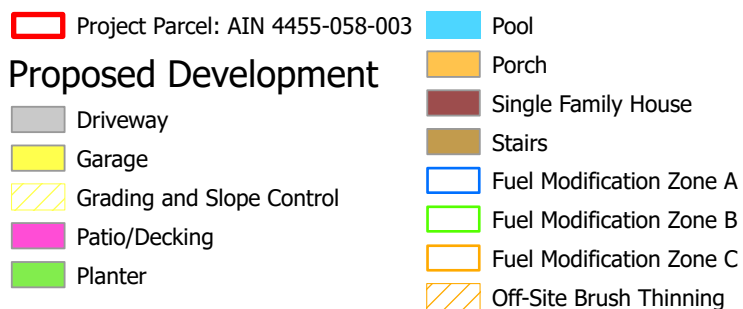 Project Parcel: AIN 4455-058-003
Proposed Development
Driveway
Garage
Grading and Slope Control
Patio/Decking
Planter
Pool
Porch
Single Family House
Stairs
Fuel Modification Zone A
Fuel Modification Zone B
Fuel Modification Zone C
Off-Site Brush Thinning